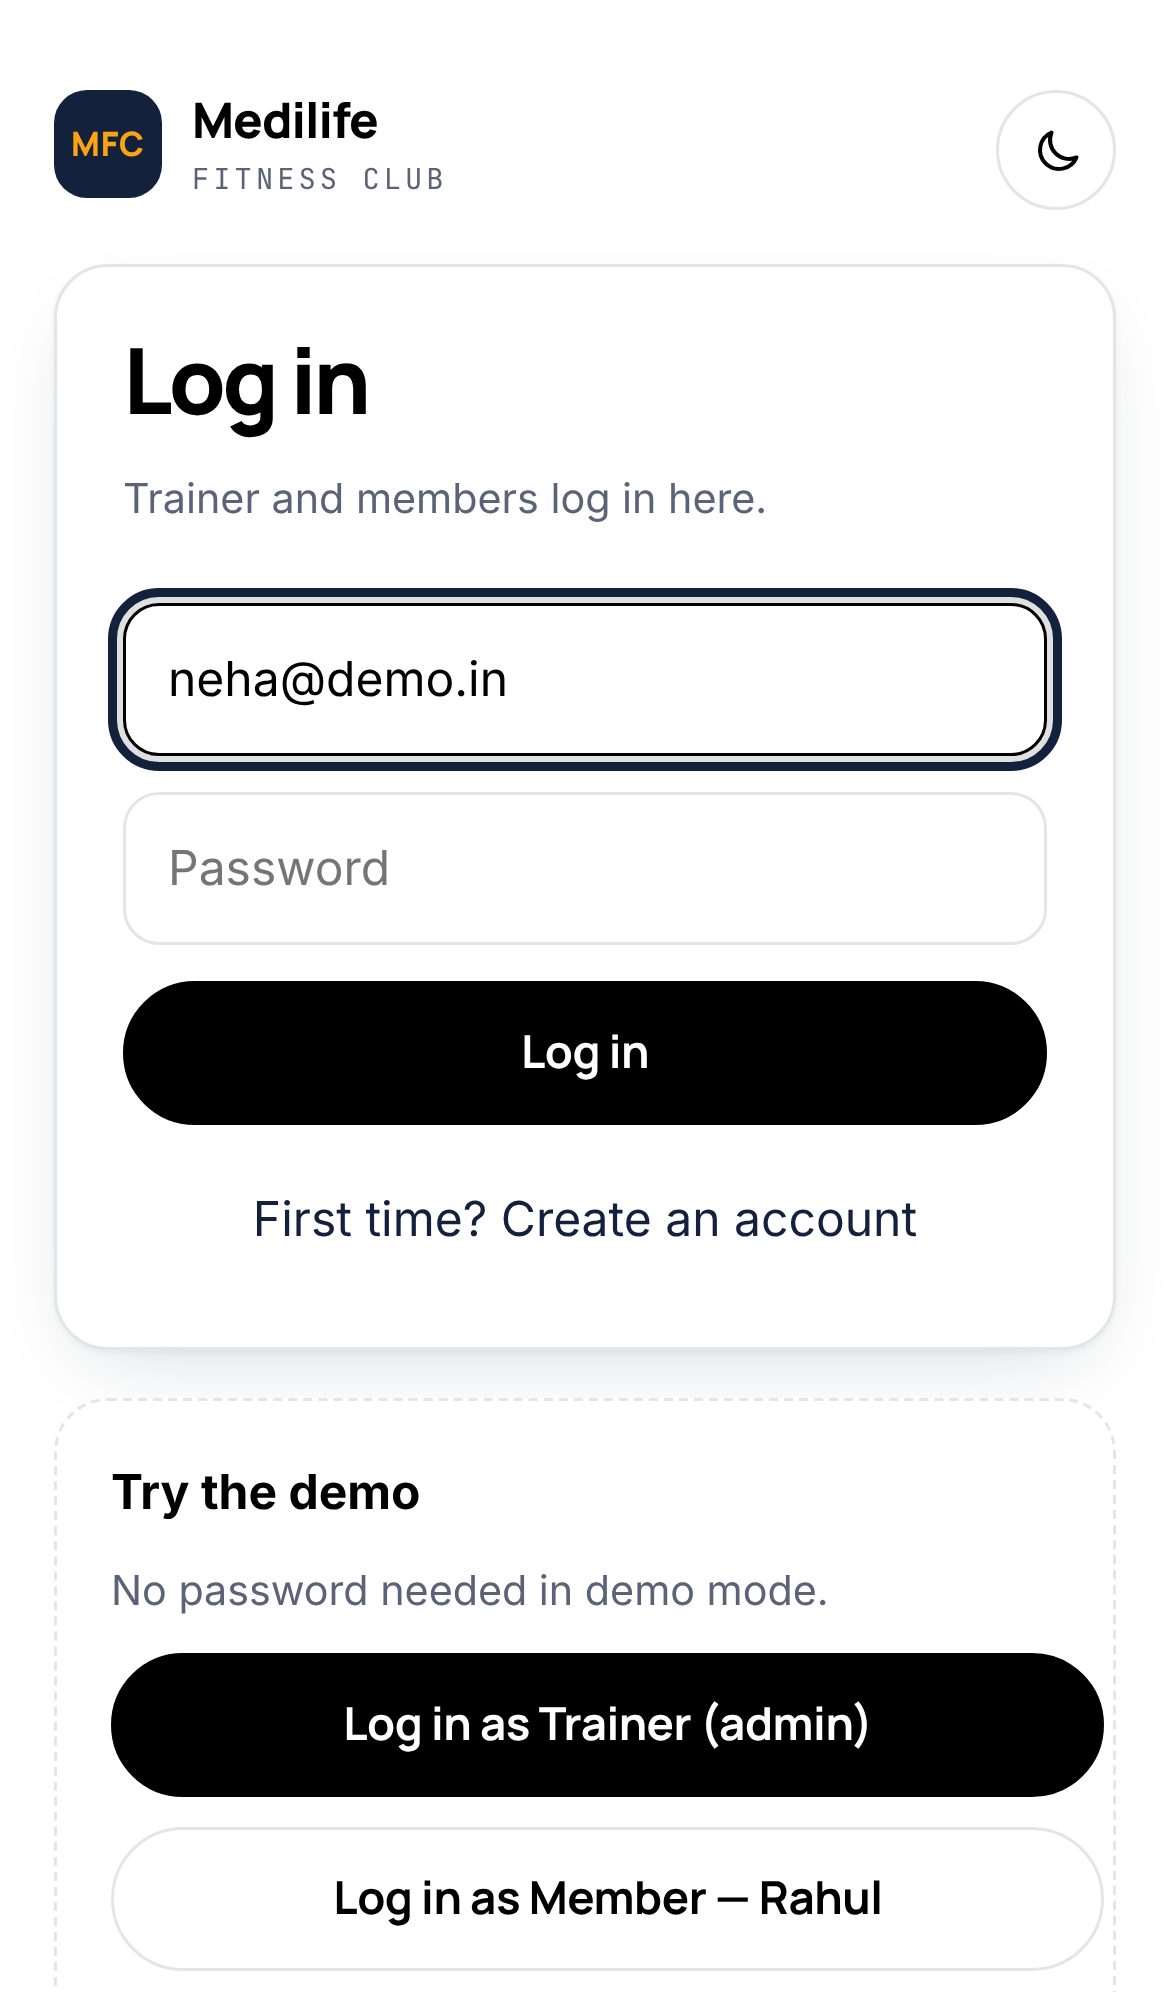 MFC
Medilife
FITNESS CLUB
Log in
Trainer and members log in here.
neha@demo.in
Password
Log in
First time? Create an account
Try the demo
No password needed in demo mode.
Log in as Trainer (admin)
Log in as Member — Rahul